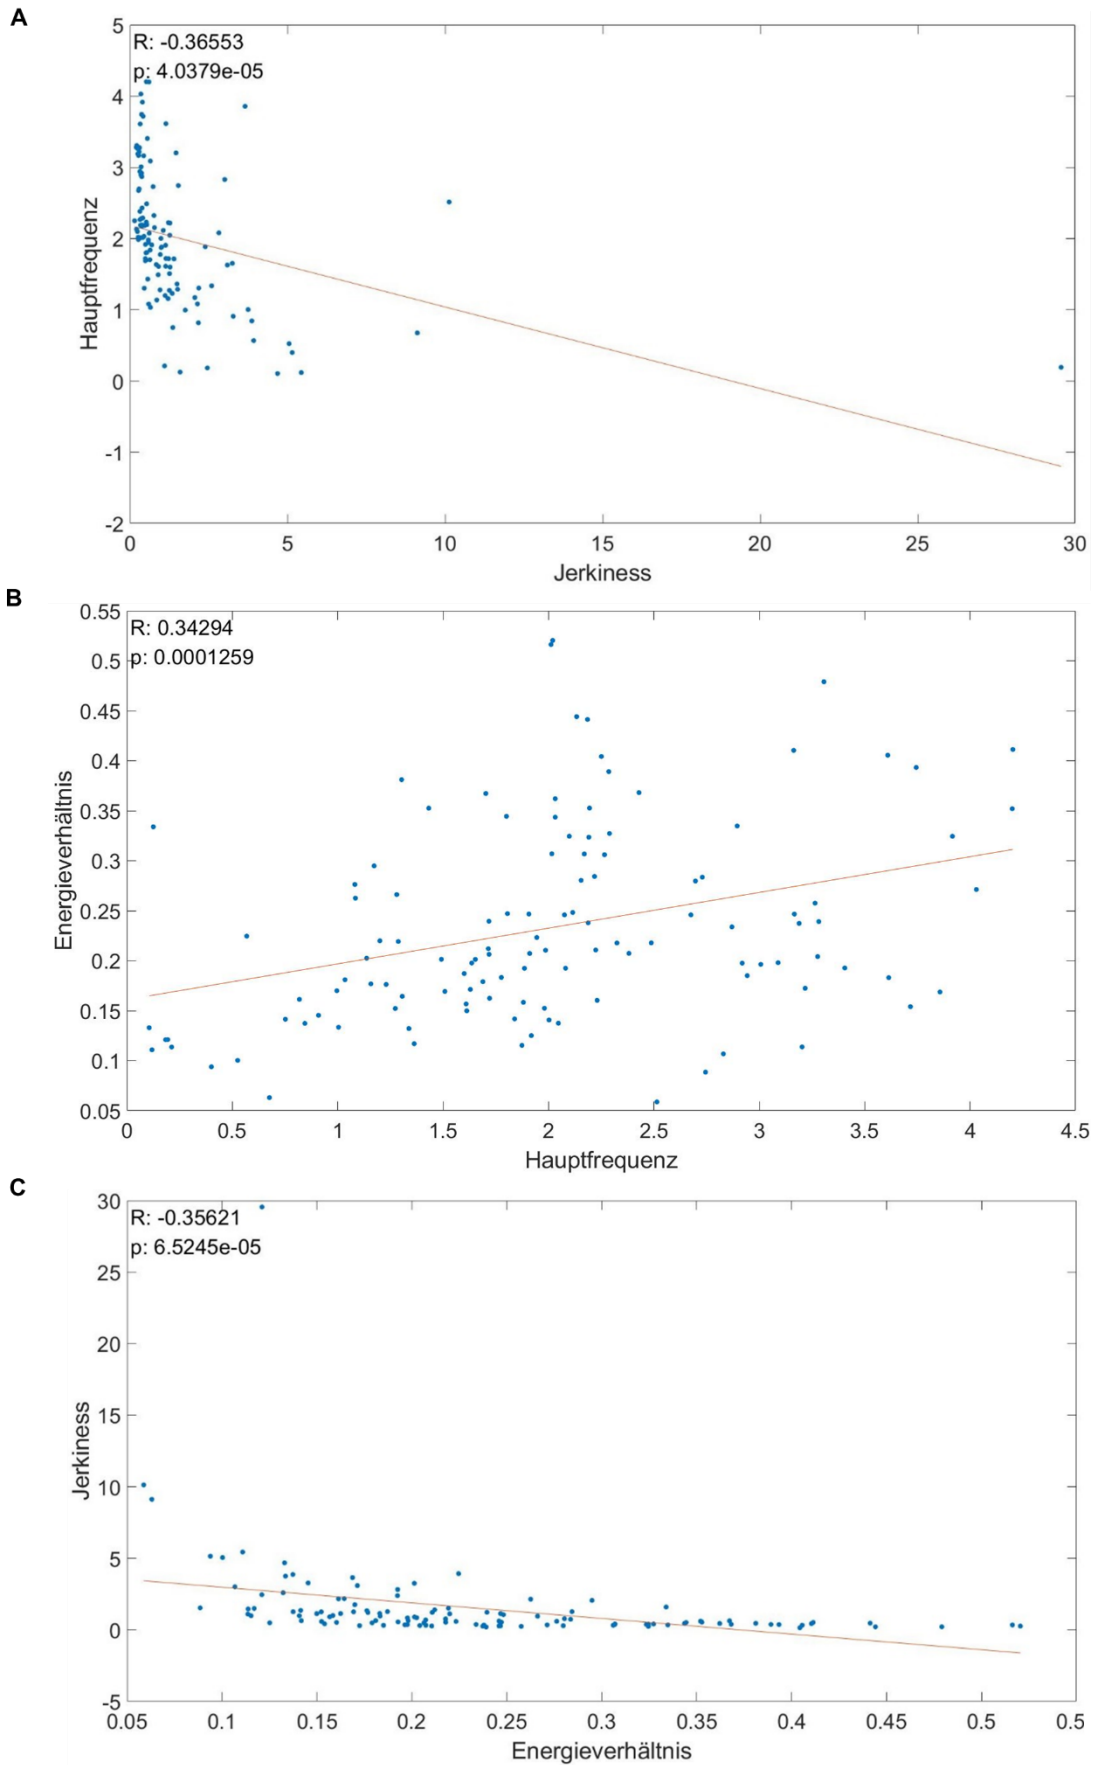 A
R: -0.36553
p: 4.0379e-05
5
4
3
2
1
0
-1
-2
Hauptfrequenz
0 5 10 15 20 25 30
Jerkiness
B
R: 0.34294
p: 0.0001259
0.55
0.5
0.45
0.4
0.35
0.3
0.25
0.2
0.15
0.1
0.05
Energieverhältnis
0 0.5 1 1.5 2 2.5 3 3.5 4 4.5
Hauptfrequenz
C
R: -0.35621
p: 6.5245e-05
30
25
20
15
10
5
0
-5
Jerkiness
0.05 0.1 0.15 0.2 0.25 0.3 0.35 0.4 0.45 0.5 0.5
Energieverhältnis